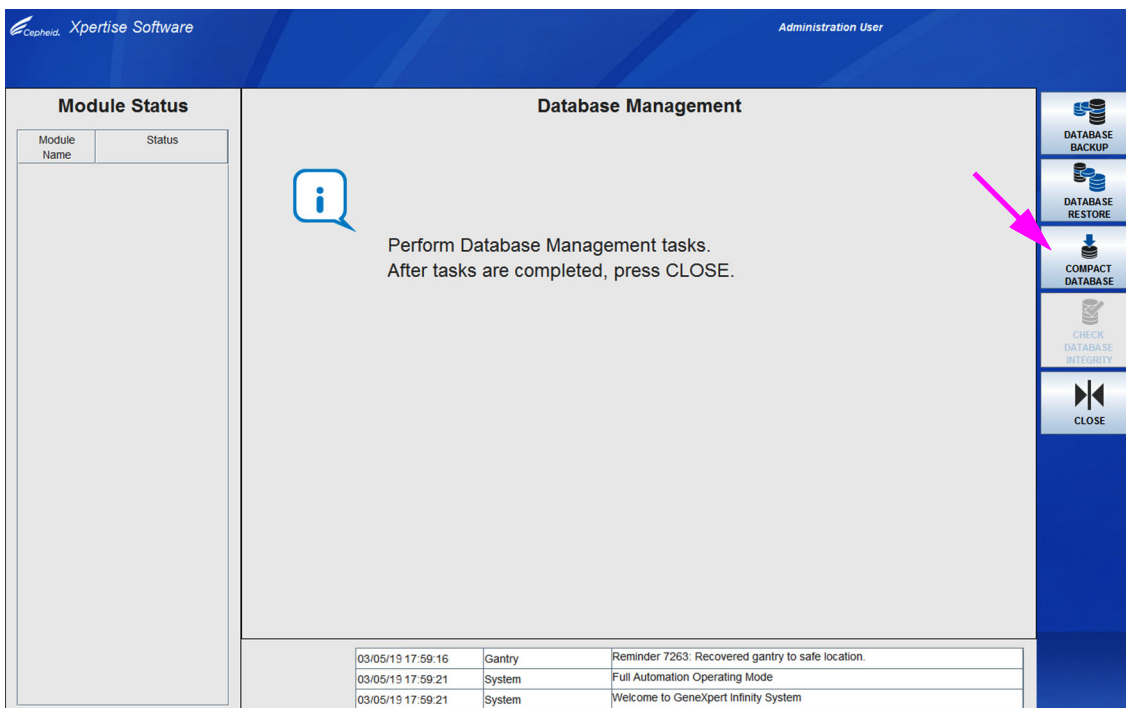 Cepheid. Xpertise Software
Administration User
Module Status
Module
Name
Status
Database Management
Perform Database Management tasks.
After tasks are completed, press CLOSE.
DATABASE
BACKUP
DATABASE
RESTORE
COMPACT
DATABASE
CHECK
DATABASE
INTEGRITY
CLOSE
03/05/19 17:59:16 Gantry Reminder 7263: Recovered gantry to safe location.
03/05/19 17:59:21 System Full Automation Operating Mode
03/05/19 17:59:21 System Welcome to GeneXpert Infinity System